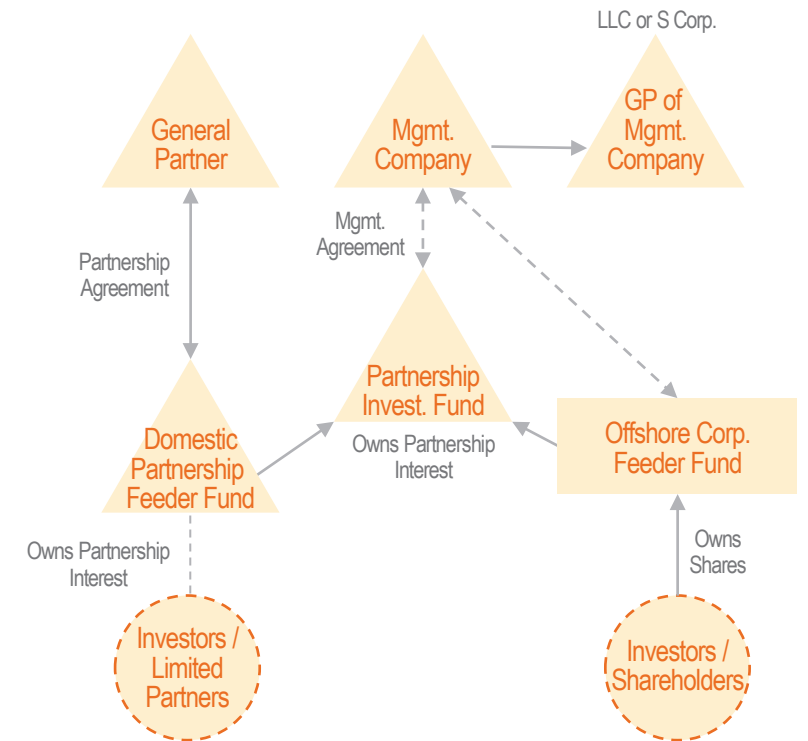 LLC or S Corp.
General
Partner
Mgmt.
Company
GP of
Mgmt.
Company
Mgmt.
Agreement
Partnership
Agreement
Partnership
Invest. Fund
Domestic
Partnership
Feeder Fund
Owns Partnership
Interest
Offshore Corp.
Feeder Fund
Owns Partnership
Interest
Owns
Shares
Investors /
Limited
Partners
Investors /
Shareholders